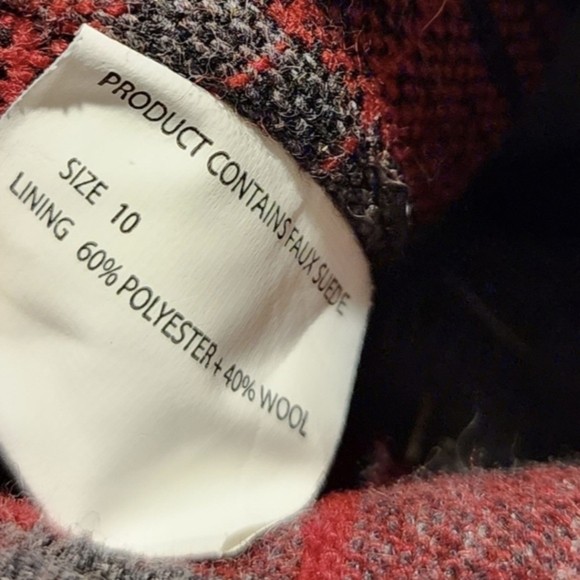 PRODUCT CONTAINS FAUX SUEDE
SIZE 10
LINING 60% POLYESTER + 40% WOOL